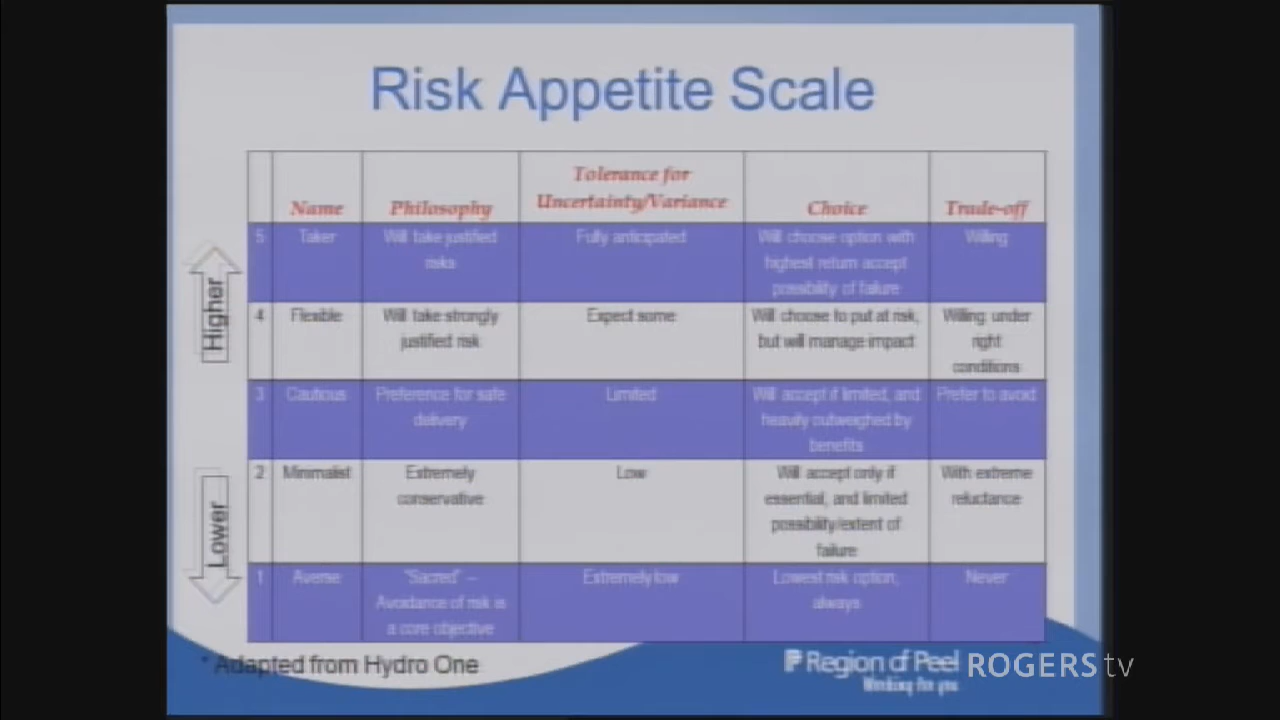 Risk Appetite Scale
Name Philosophy Tolerance for Uncertainty/Variance Choice Trade-off
5 Taker Will take justified risks Fully anticipated Will choose option with highest return accept possibility of failure Willing
4 Flexible Will take strongly justified risk Expect some Will choose to put at risk, but will manage impact Willing under right conditions
3 Cautious Preference for safe delivery Limited Will accept if limited, and heavily outweighed by benefits Prefer to avoid
2 Minimalist Extremely conservative Low Will accept only if essential, and limited possibility/extent of failure With extreme reluctance
1 Averse "Sacred" – Avoidance of risk is a core objective Extremely low Lowest risk option, always Never
Higher
Lower
* Adapted from Hydro One
Region of Peel
Working for you
ROGERS tv